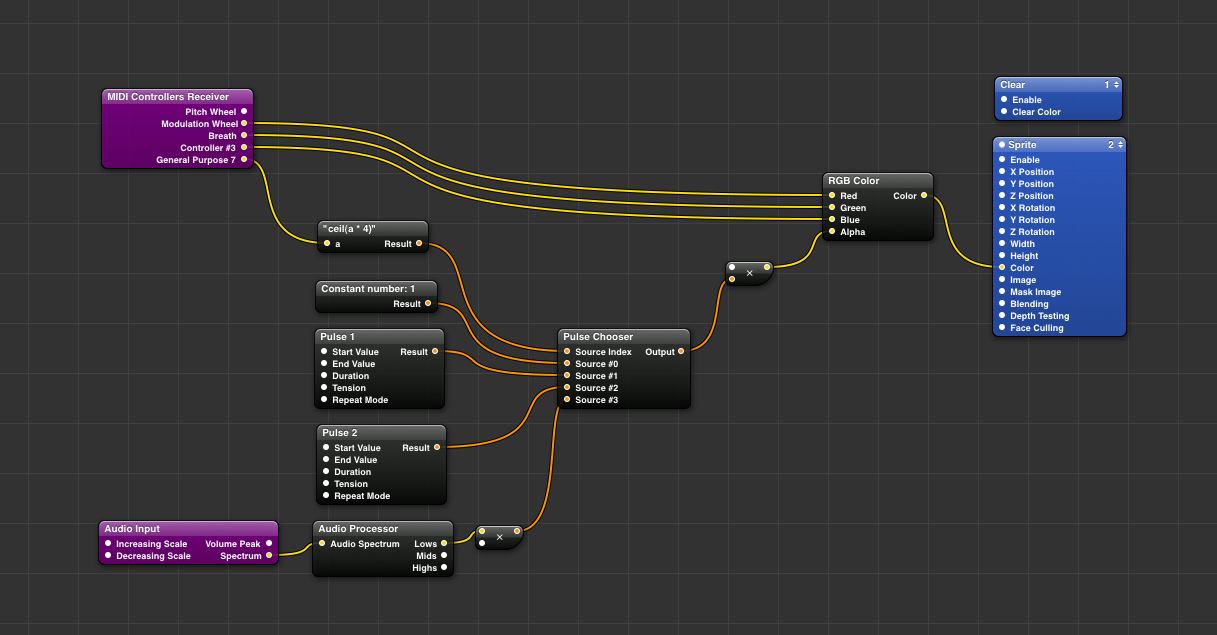 MIDI Controllers Receiver
Pitch Wheel
Modulation Wheel
Breath
Controller #3
General Purpose 7
"ceil(a * 4)"
a Result
Constant number: 1
Result
Pulse 1
Start Value Result
End Value
Duration
Tension
Repeat Mode
Pulse 2
Start Value Result
End Value
Duration
Tension
Repeat Mode
Audio Input
Increasing Scale Volume Peak
Decreasing Scale Spectrum
Audio Processor
Audio Spectrum Lows
Mids
Highs
×
Pulse Chooser
Source Index Output
Source #0
Source #1
Source #2
Source #3
×
RGB Color
Red Color
Green
Blue
Alpha
Clear 1
Enable
Clear Color
Sprite 2
Enable
X Position
Y Position
Z Position
X Rotation
Y Rotation
Z Rotation
Width
Height
Color
Image
Mask Image
Blending
Depth Testing
Face Culling